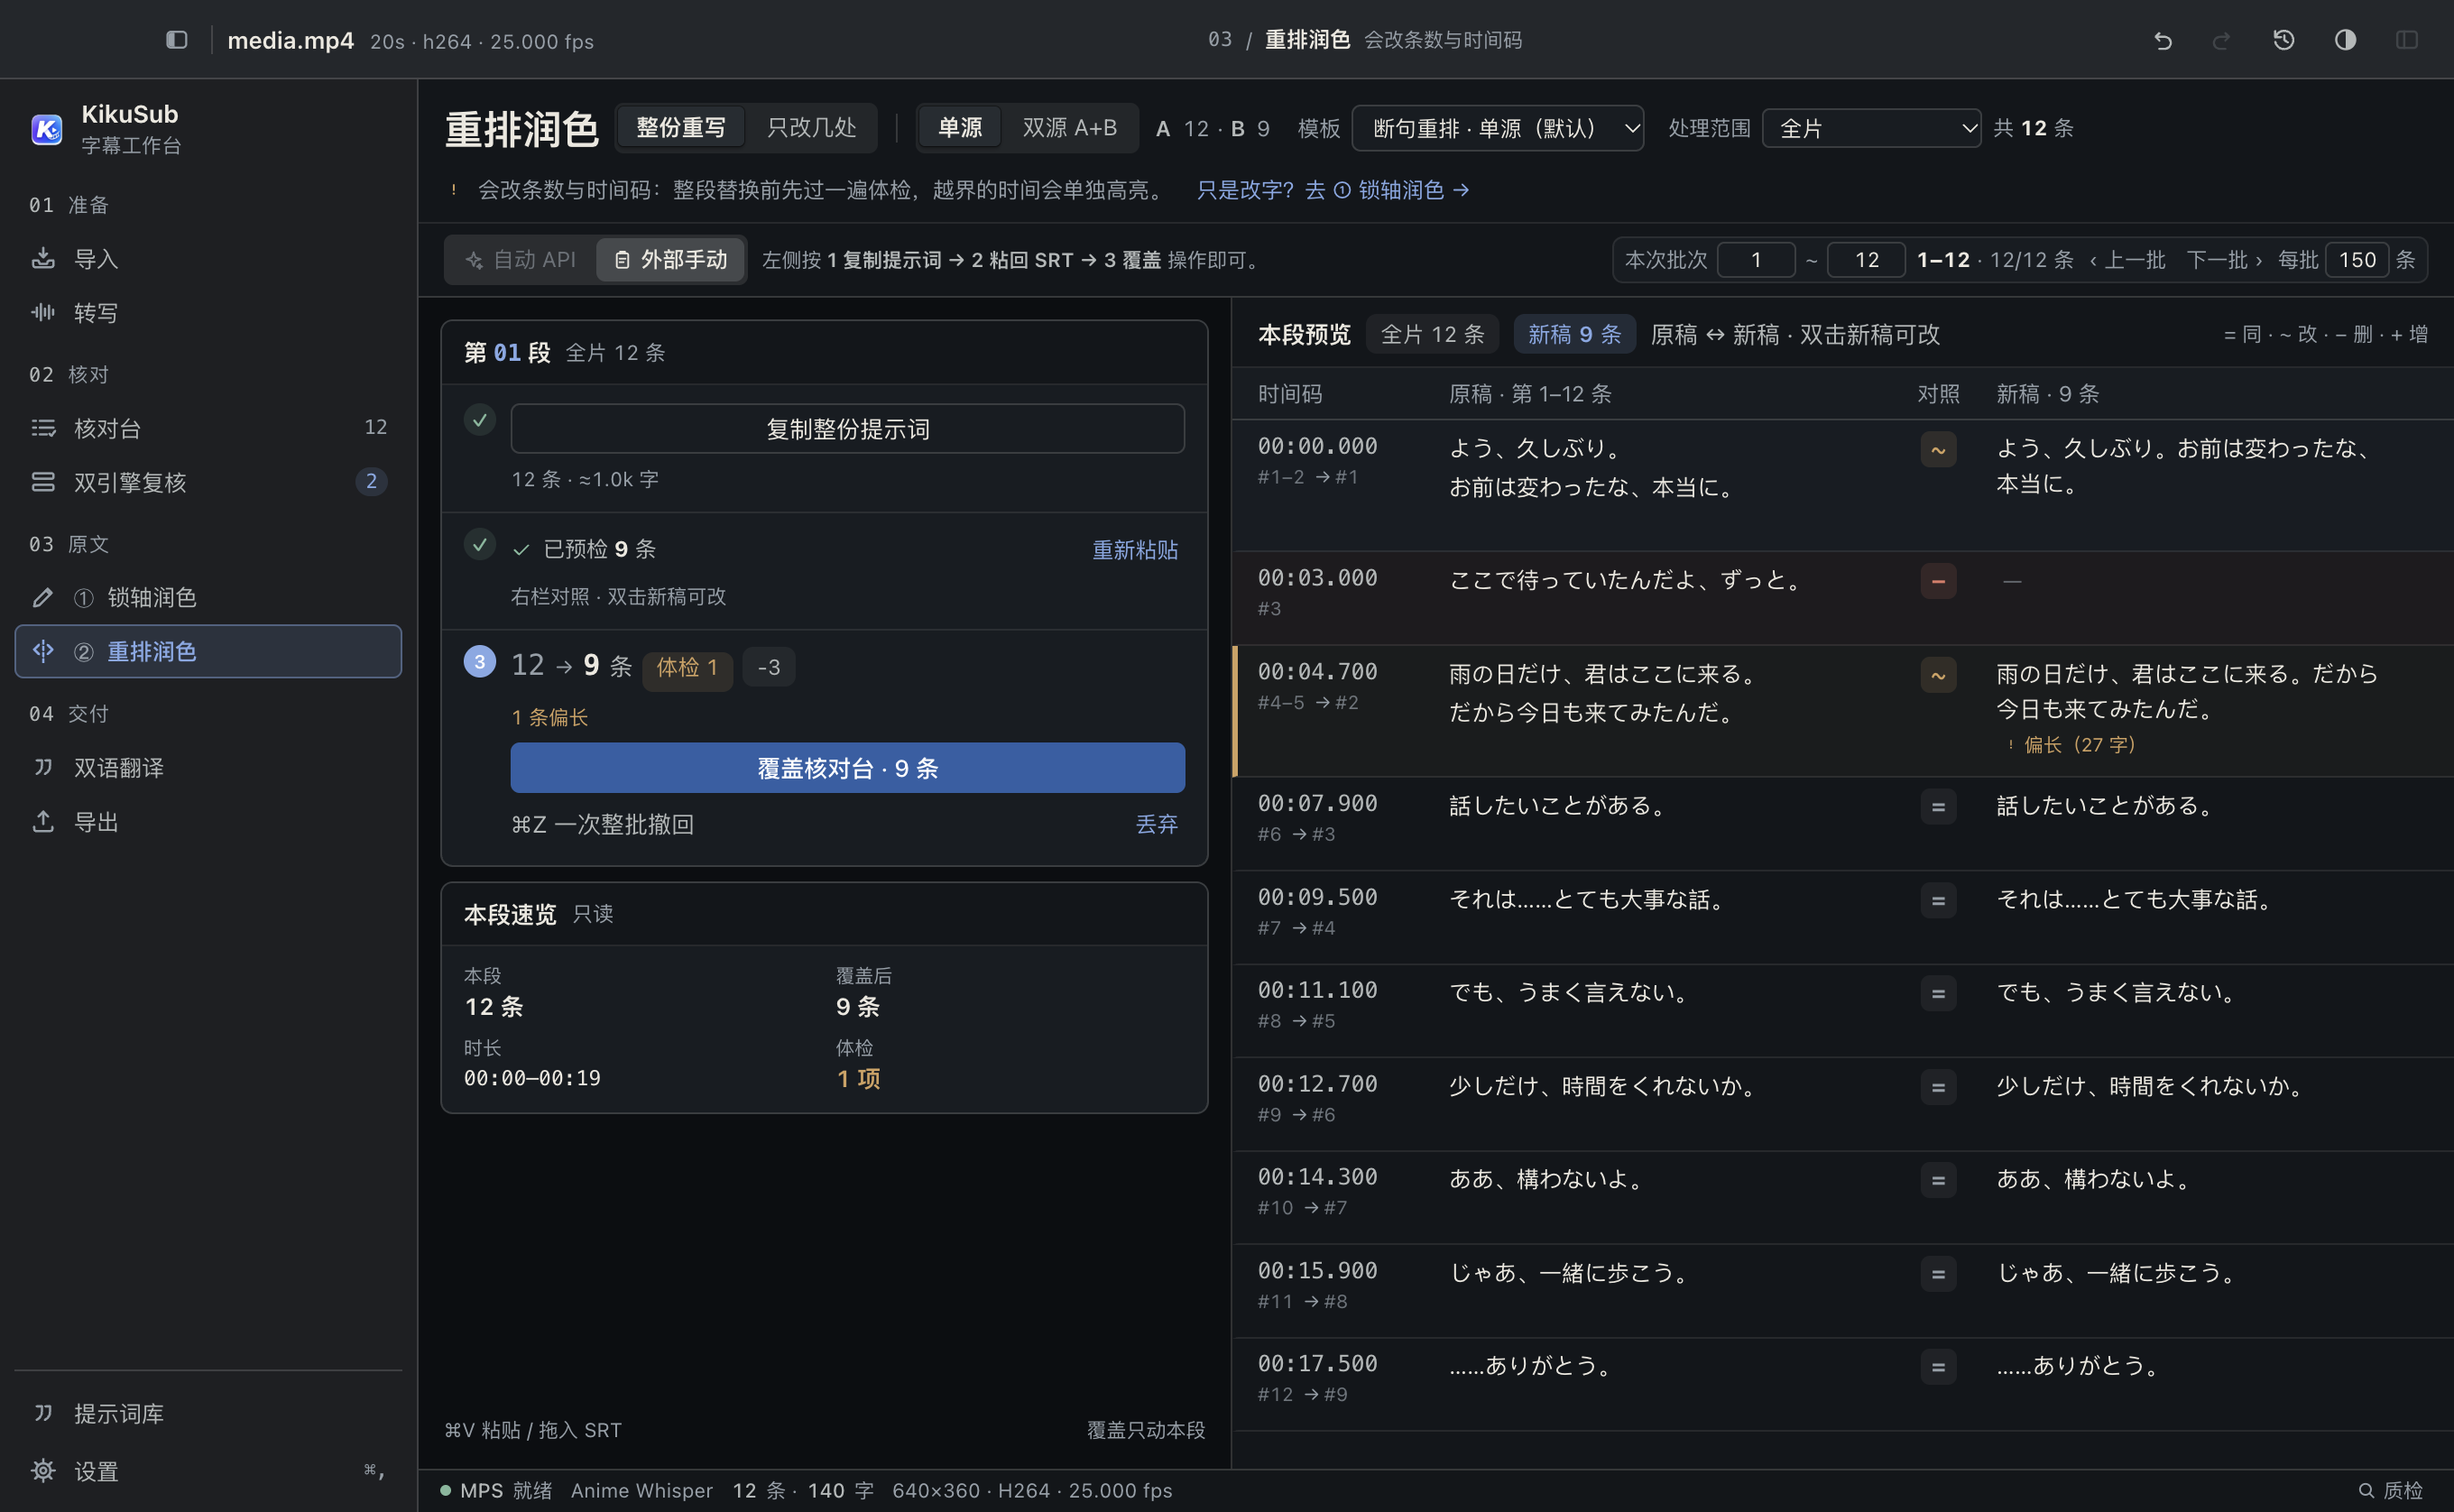 media.mp4 20s · h264 · 25.000 fps
03 / 重排润色 会改条数与时间码
KikuSub
字幕工作台
01 准备
导入
转写
02 核对
核对台 12
双引擎复核 2
03 原文
① 锁轴润色
② 重排润色
04 交付
双语翻译
导出
提示词库
设置 ⌘,
重排润色 整份重写 只改几处 单源 双源 A+B A 12 · B 9 模板 断句重排 · 单源（默认） 处理范围 全片 共 12 条
! 会改条数与时间码：整段替换前先过一遍体检，越界的时间会单独高亮。 只是改字？去 ① 锁轴润色 →
自动 API 外部手动 左侧按 1 复制提示词 → 2 粘回 SRT → 3 覆盖 操作即可。 本次批次 1 ~ 12 1–12 · 12/12 条 ‹ 上一批 下一批 › 每批 150 条
第 01 段 全片 12 条
复制整份提示词
12 条 · ≈1.0k 字
✓ 已预检 9 条 重新粘贴
右栏对照 · 双击新稿可改
3 12 → 9 条 体检 1 -3
1 条偏长
覆盖核对台 · 9 条
⌘Z 一次整批撤回 丢弃
本段速览 只读
本段 覆盖后
12 条 9 条
时长 体检
00:00–00:19 1 项
⌘V 粘贴 / 拖入 SRT 覆盖只动本段
本段预览 全片 12 条 新稿 9 条 原稿 ↔ 新稿 · 双击新稿可改 = 同 · ~ 改 · − 删 · + 增
时间码 原稿 · 第 1–12 条 对照 新稿 · 9 条
00:00.000 よう、久しぶり。 ~ よう、久しぶり。お前は変わったな、
#1–2 →#1 お前は変わったな、本当に。 本当に。
00:03.000 ここで待っていたんだよ、ずっと。 − —
#3
00:04.700 雨の日だけ、君はここに来る。 ~ 雨の日だけ、君はここに来る。だから
#4–5 →#2 だから今日も来てみたんだ。 今日も来てみたんだ。
! 偏长（27 字）
00:07.900 話したいことがある。 = 話したいことがある。
#6 →#3
00:09.500 それは……とても大事な話。 = それは……とても大事な話。
#7 →#4
00:11.100 でも、うまく言えない。 = でも、うまく言えない。
#8 →#5
00:12.700 少しだけ、時間をくれないか。 = 少しだけ、時間をくれないか。
#9 →#6
00:14.300 ああ、構わないよ。 = ああ、構わないよ。
#10 →#7
00:15.900 じゃあ、一緒に歩こう。 = じゃあ、一緒に歩こう。
#11 →#8
00:17.500 ……ありがとう。 = ……ありがとう。
#12 →#9
MPS 就绪 Anime Whisper 12 条 · 140 字 640×360 · H264 · 25.000 fps 质检